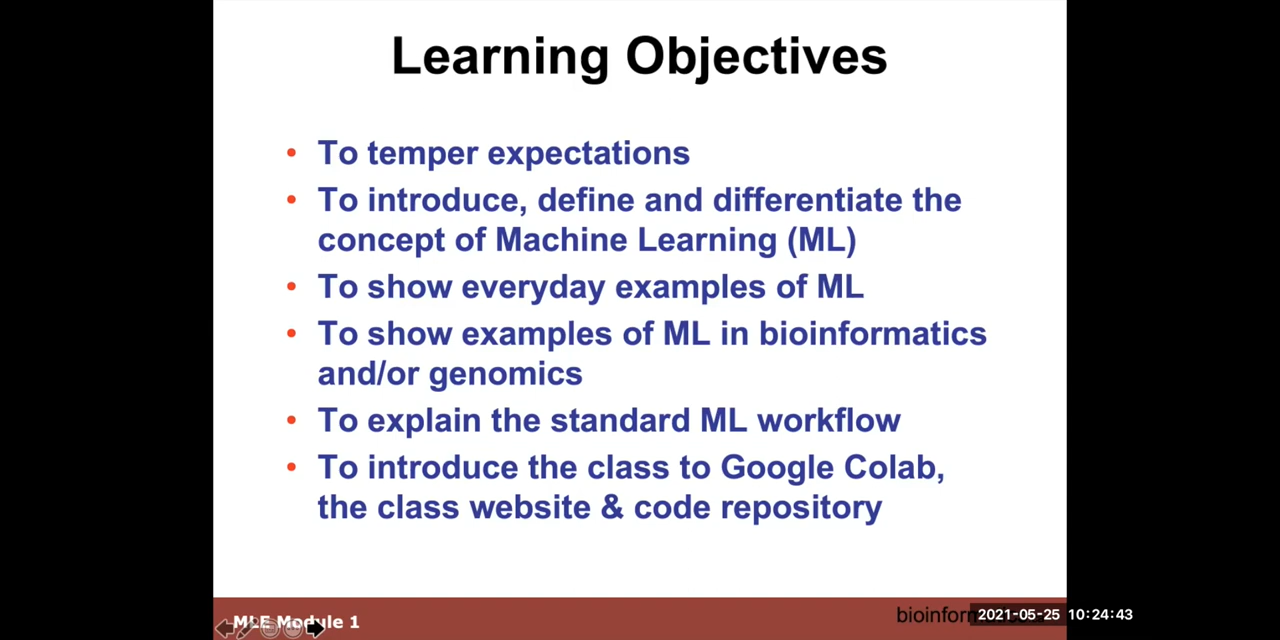 Learning Objectives
• To temper expectations
• To introduce, define and differentiate the
concept of Machine Learning (ML)
• To show everyday examples of ML
• To show examples of ML in bioinformatics
and/or genomics
• To explain the standard ML workflow
• To introduce the class to Google Colab,
the class website & code repository
MLE Module 1
2021-05-25 10:24:43